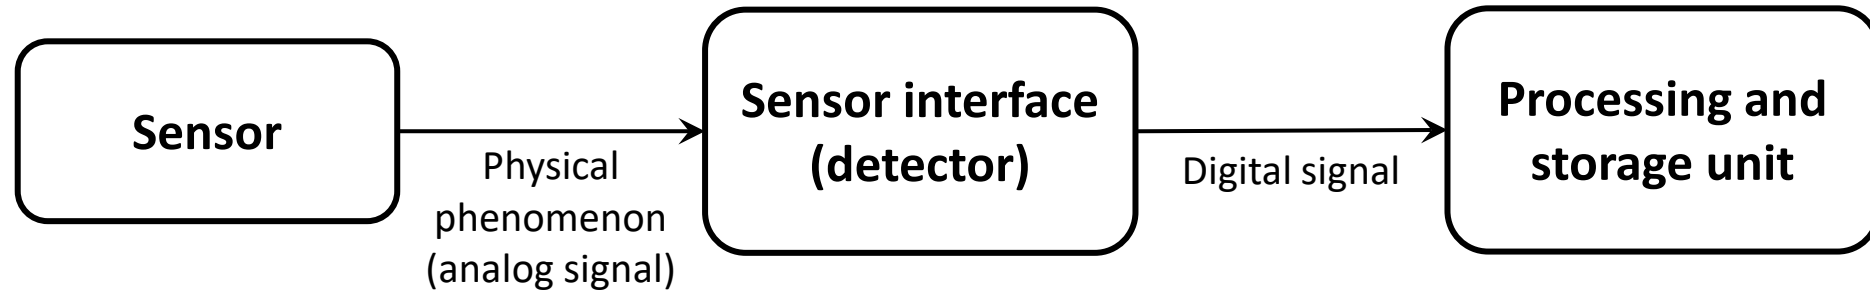 Sensor
Physical
phenomenon
(analog signal)
Sensor interface
(detector)
Digital signal
Processing and
storage unit